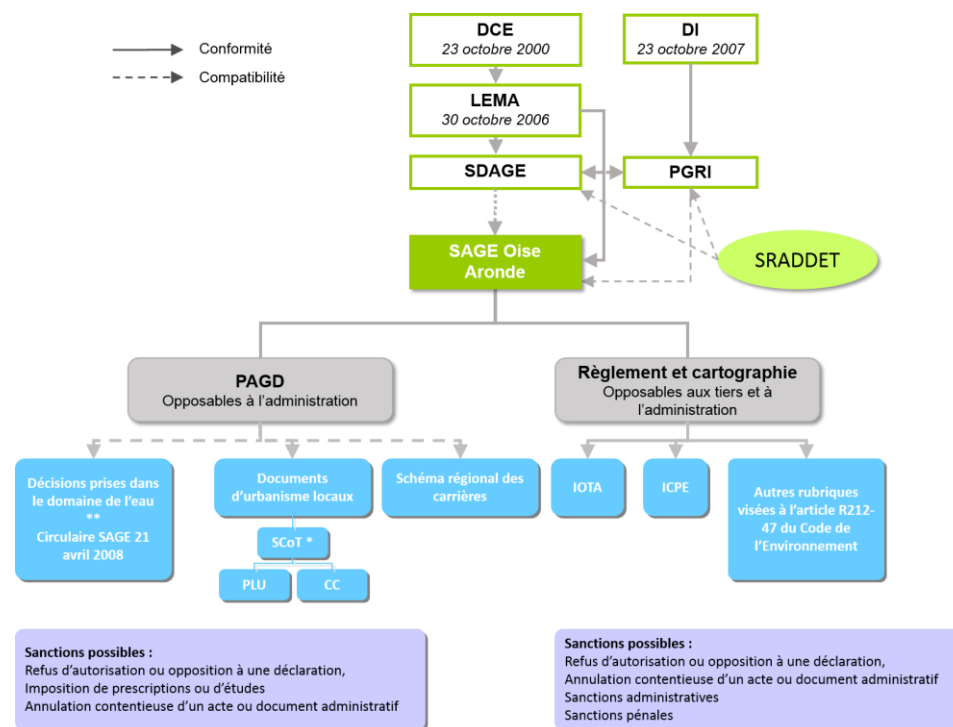 DCE
23 octobre 2000
DI
23 octobre 2007
Conformité
Compatibilité
LEMA
30 octobre 2006
SDAGE
PGRI
SAGE Oise
Aronde
SRADDET
PAGD
Opposables à l'administration
Règlement et cartographie
Opposables aux tiers et à
l'administration
Décisions prises dans
le domaine de l'eau
**
Circulaire SAGE 21
avril 2008
Documents
d'urbanisme locaux
Schéma régional des
carrières
SCoT *
PLU
CC
IOTA
ICPE
Autres rubriques
visées à l'article R212-
47 du Code de
l'Environnement
Sanctions possibles :
Refus d'autorisation ou opposition à une déclaration,
Imposition de prescriptions ou d'études
Annulation contentieuse d'un acte ou document administratif
Sanctions possibles :
Refus d'autorisation ou opposition à une déclaration,
Annulation contentieuse d'un acte ou document administratif
Sanctions administratives
Sanctions pénales